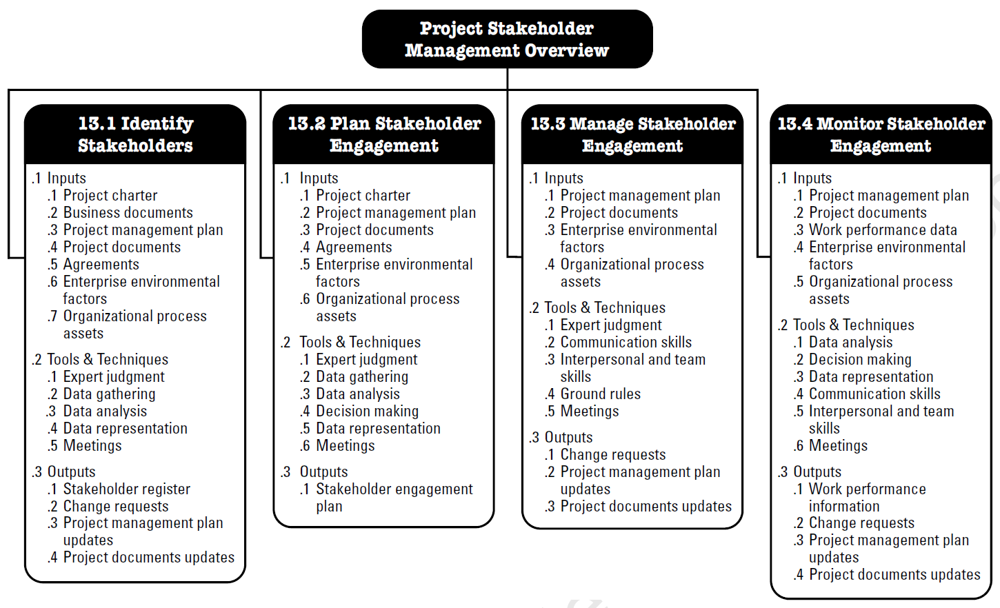 Project Stakeholder
Management Overview
13.1 Identify
Stakeholders
.1 Inputs
.1 Project charter
.2 Business documents
.3 Project management plan
.4 Project documents
.5 Agreements
.6 Enterprise environmental
factors
.7 Organizational process
assets
.2 Tools & Techniques
.1 Expert judgment
.2 Data gathering
.3 Data analysis
.4 Data representation
.5 Meetings
.3 Outputs
.1 Stakeholder register
.2 Change requests
.3 Project management plan
updates
.4 Project documents updates
13.2 Plan Stakeholder
Engagement
.1 Inputs
.1 Project charter
.2 Project management plan
.3 Project documents
.4 Agreements
.5 Enterprise environmental
factors
.6 Organizational process
assets
.2 Tools & Techniques
.1 Expert judgment
.2 Data gathering
.3 Data analysis
.4 Decision making
.5 Data representation
.6 Meetings
.3 Outputs
.1 Stakeholder engagement
plan
13.3 Manage Stakeholder
Engagement
.1 Inputs
.1 Project management plan
.2 Project documents
.3 Enterprise environmental
factors
.4 Organizational process
assets
.2 Tools & Techniques
.1 Expert judgment
.2 Communication skills
.3 Interpersonal and team
skills
.4 Ground rules
.5 Meetings
.3 Outputs
.1 Change requests
.2 Project management plan
updates
.3 Project documents updates
13.4 Monitor Stakeholder
Engagement
.1 Inputs
.1 Project management plan
.2 Project documents
.3 Work performance data
.4 Enterprise environmental
factors
.5 Organizational process
assets
.2 Tools & Techniques
.1 Data analysis
.2 Decision making
.3 Data representation
.4 Communication skills
.5 Interpersonal and team
skills
.6 Meetings
.3 Outputs
.1 Work performance
information
.2 Change requests
.3 Project management plan
updates
.4 Project documents updates